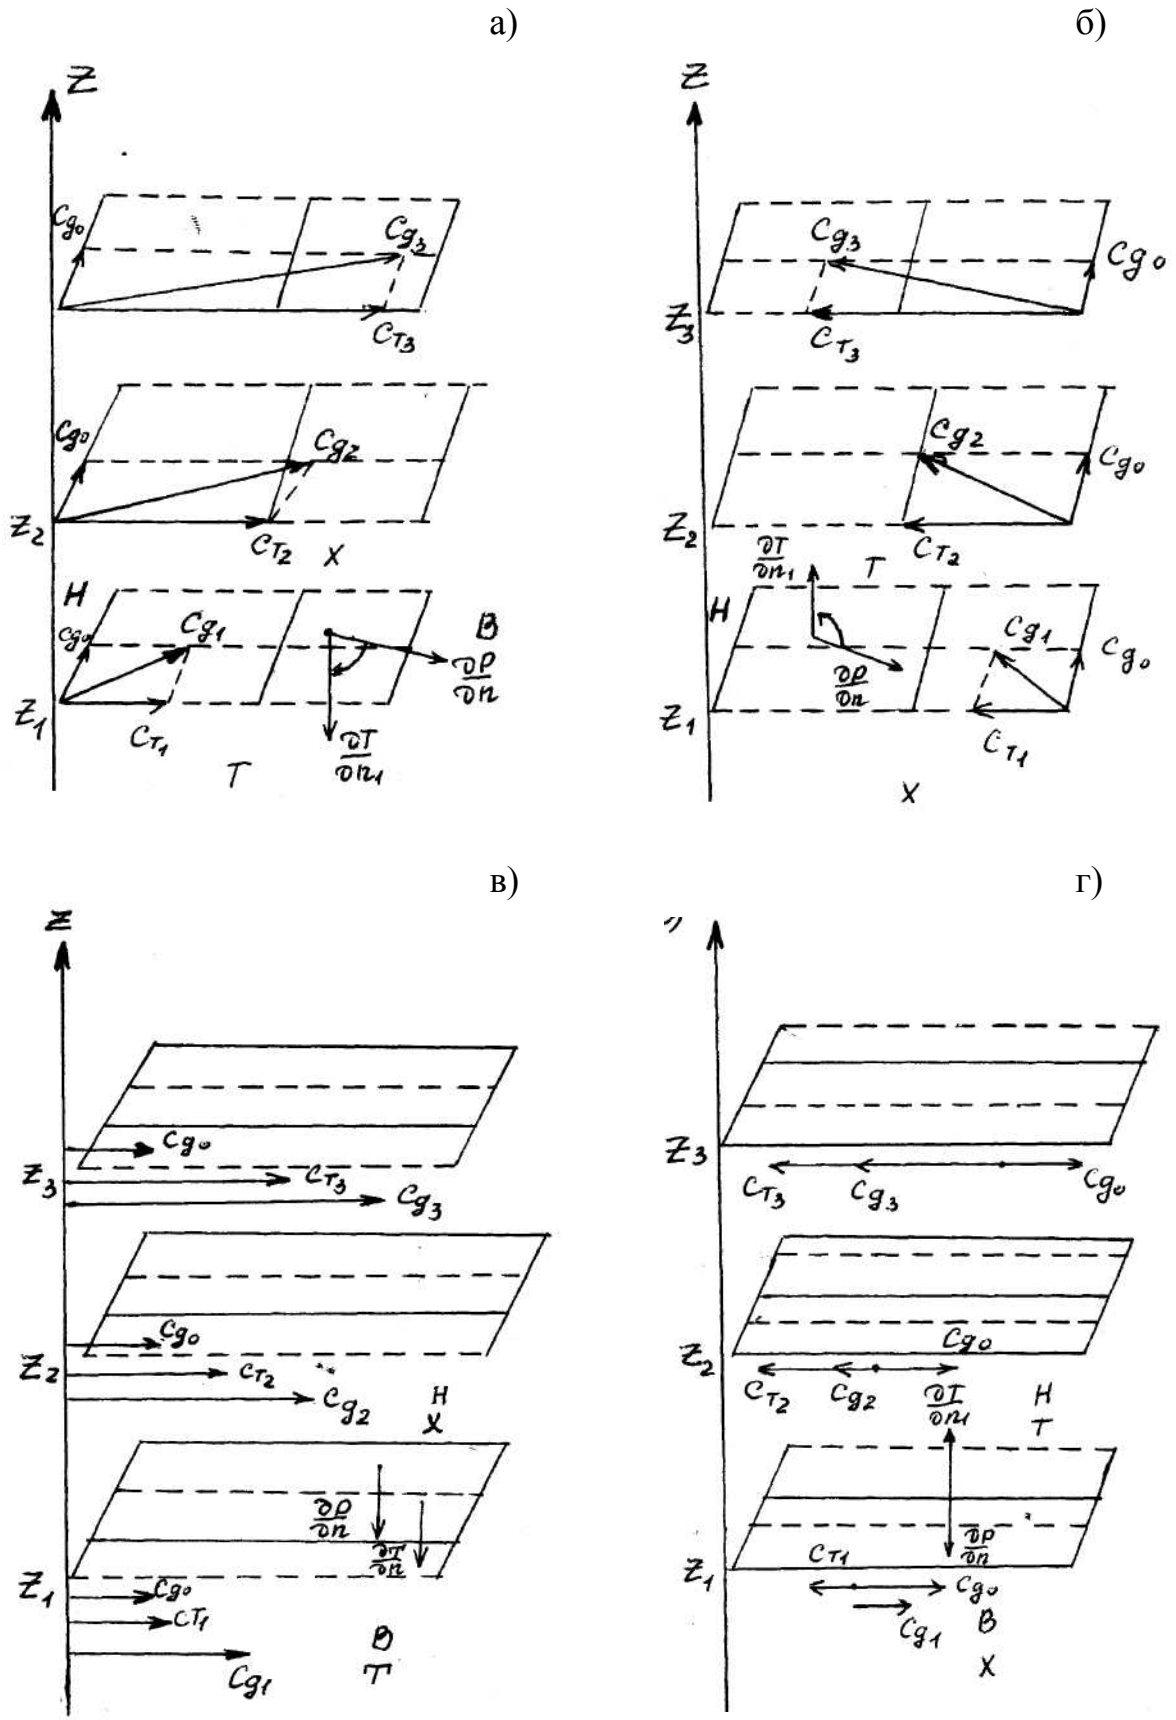 а)
Z
Cg₀
Cg₃
CT₃
Cg₀
Cg₂
Z₂
CT₂
X
H
Cg₀
Cg₁
B
∂P
∂n
Z₁
CT₁
T
∂T
∂n₁
б)
Z
Cg₃
Cg₀
Z₃
CT₃
Cg₂
Cg₀
Z₂
CT₂
∂T
∂n₁
T
H
Cg₁
Cg₀
∂P
∂n
Z₁
CT₁
X
в)
Z
Cg₀
Z₃
CT₃
Cg₃
Cg₀
Z₂
CT₂
Cg₂
H
X
∂P
∂n
∂T
∂n
Z₁
Cg₀
CT₁
Cg₁
B
T
г)
Z₃
CT₃
Cg₃
Cg₀
Cg₀
Z₂
CT₂
Cg₂
∂T
∂n₁
H
T
∂P
∂n
CT₁
Z₁
Cg₀
Cg₁
B
X